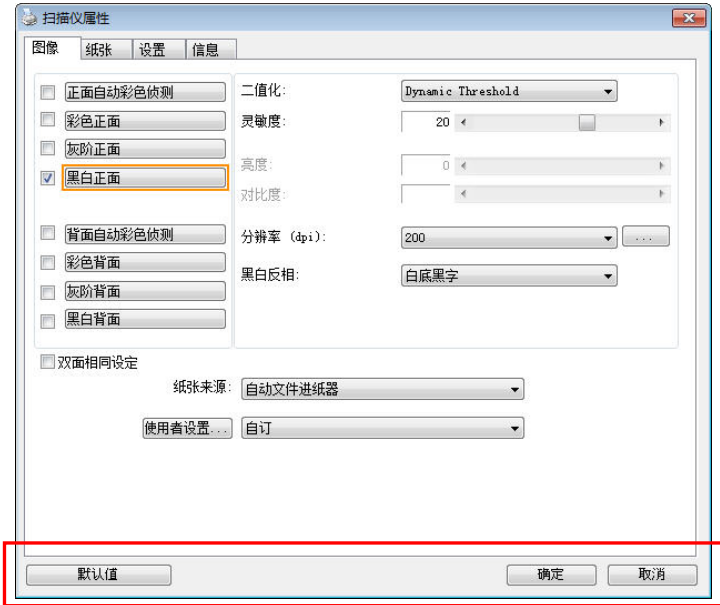 扫描仪属性
图像 纸张 设置 信息
正面自动彩色侦测 二值化: Dynamic Threshold
彩色正面 灵敏度: 20
灰阶正面
黑白正面 亮度: 0
对比度:
背面自动彩色侦测 分辨率 (dpi): 200 ...
彩色背面 黑白反相: 白底黑字
灰阶背面
黑白背面
双面相同设定
纸张来源: 自动文件进纸器
使用者设置... 自订
默认值 确定 取消